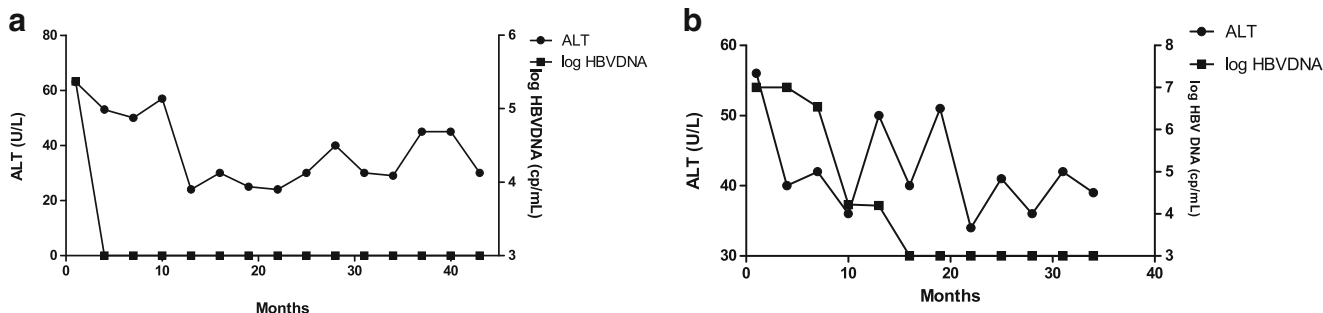 a
ALT (U/L)
80
60
40
20
0
0
10
20
30
40
Months
6
5
4
3
log HBVDNA (cp/mL)
ALT
log HBVDNA
b
ALT (U/L)
60
50
40
30
0
10
20
30
40
Months
8
7
6
5
4
3
log HBV DNA (cp/mL)
ALT
log HBVDNA